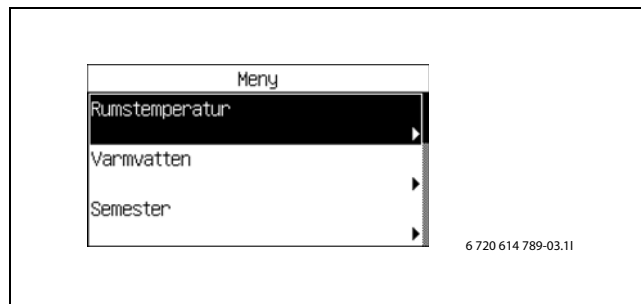 Meny
Rumstemperatur
Varmvatten
Semester
6 720 614 789-03.1I